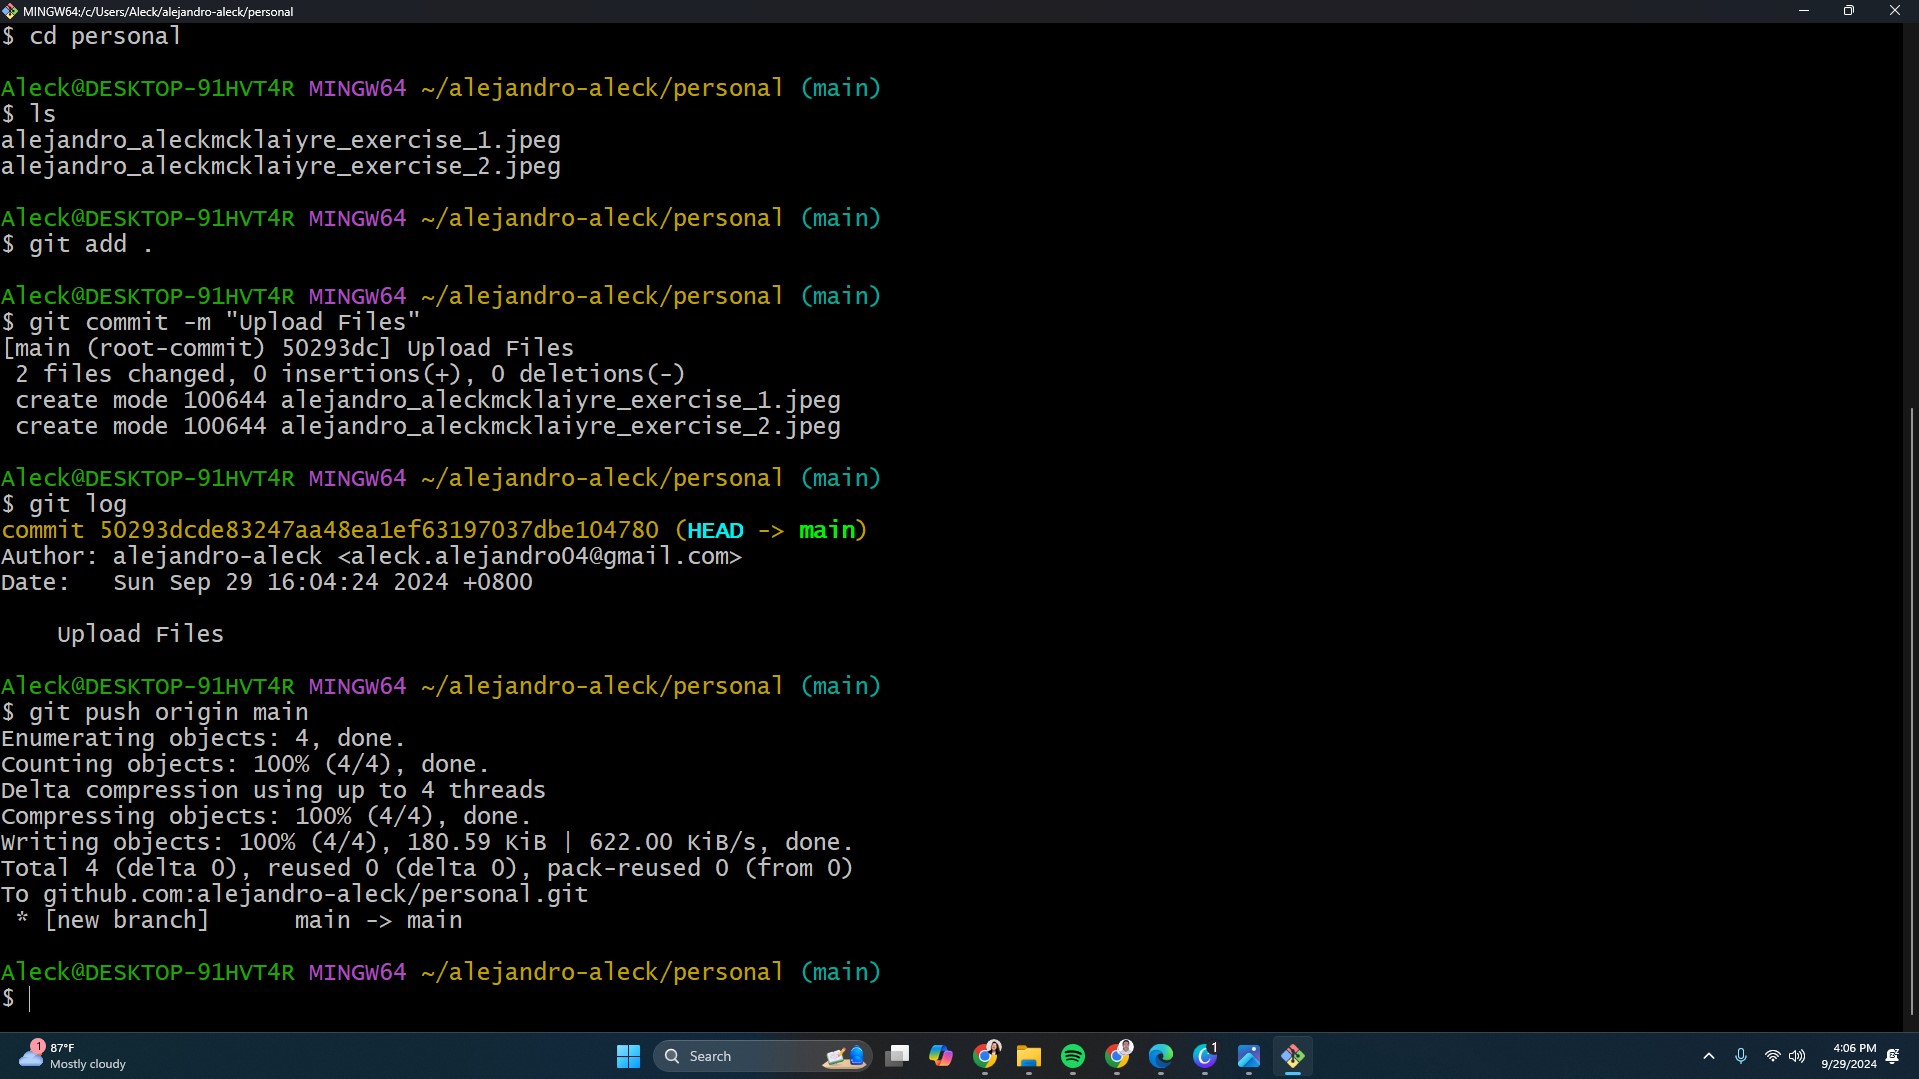 MINGW64:/c/Users/Aleck/alejandro-aleck/personal
$ cd personal
Aleck@DESKTOP-91HVT4R MINGW64 ~/alejandro-aleck/personal (main)
$ ls
alejandro_aleckmcklaiyre_exercise_1.jpeg
alejandro_aleckmcklaiyre_exercise_2.jpeg
Aleck@DESKTOP-91HVT4R MINGW64 ~/alejandro-aleck/personal (main)
$ git add .
Aleck@DESKTOP-91HVT4R MINGW64 ~/alejandro-aleck/personal (main)
$ git commit -m "Upload Files"
[main (root-commit) 50293dc] Upload Files
 2 files changed, 0 insertions(+), 0 deletions(-)
 create mode 100644 alejandro_aleckmcklaiyre_exercise_1.jpeg
 create mode 100644 alejandro_aleckmcklaiyre_exercise_2.jpeg
Aleck@DESKTOP-91HVT4R MINGW64 ~/alejandro-aleck/personal (main)
$ git log
commit 50293dcde83247aa48ea1ef63197037dbe104780 (HEAD -> main)
Author: alejandro-aleck <aleck.alejandro04@gmail.com>
Date:   Sun Sep 29 16:04:24 2024 +0800
    Upload Files
Aleck@DESKTOP-91HVT4R MINGW64 ~/alejandro-aleck/personal (main)
$ git push origin main
Enumerating objects: 4, done.
Counting objects: 100% (4/4), done.
Delta compression using up to 4 threads
Compressing objects: 100% (4/4), done.
Writing objects: 100% (4/4), 180.59 KiB | 622.00 KiB/s, done.
Total 4 (delta 0), reused 0 (delta 0), pack-reused 0 (from 0)
To github.com:alejandro-aleck/personal.git
 * [new branch]      main -> main
Aleck@DESKTOP-91HVT4R MINGW64 ~/alejandro-aleck/personal (main)
$
1
87°F
Mostly cloudy
Search
1
4:06 PM
9/29/2024